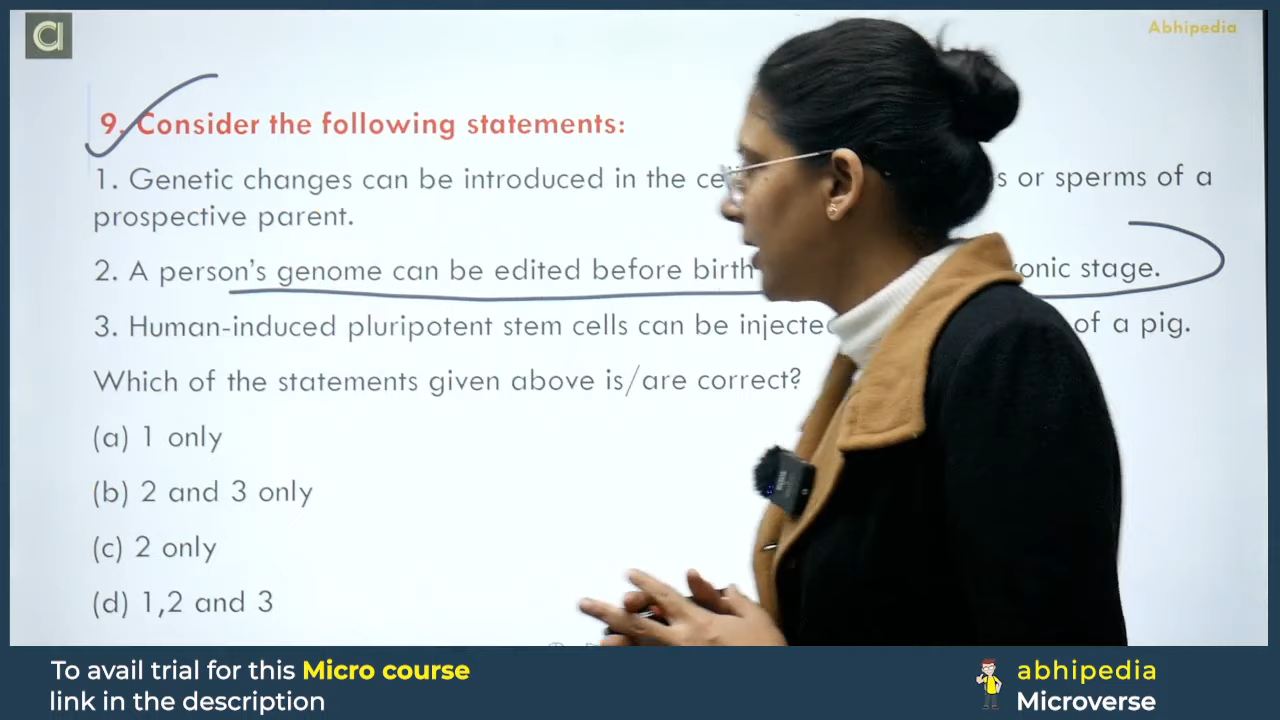 Abhipedia
9. Consider the following statements:
1. Genetic changes can be introduced in the or sperms of a
prospective parent.
2. A person's genome can be edited before birth stage.
3. Human-induced pluripotent stem cells can be of a pig.
Which of the statements given above is/are correct?
(a) 1 only
(b) 2 and 3 only
(c) 2 only
(d) 1,2 and 3
To avail trial for this Micro course
link in the description
abhipedia
Microverse